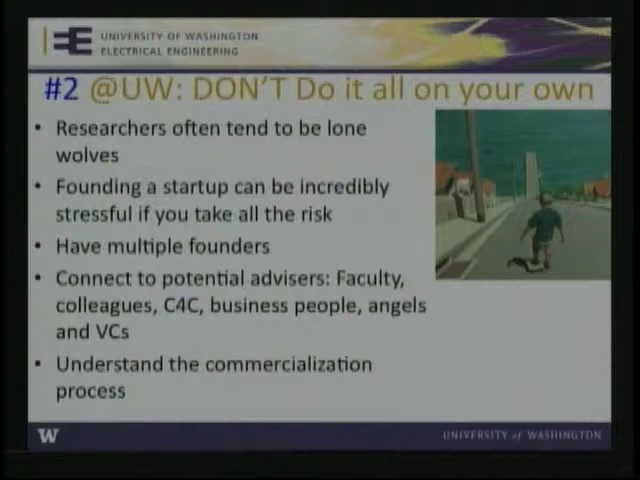 UNIVERSITY OF WASHINGTON
ELECTRICAL ENGINEERING
#2 @UW: DON'T Do it all on your own
• Researchers often tend to be lone
wolves
• Founding a startup can be incredibly
stressful if you take all the risk
• Have multiple founders
• Connect to potential advisers: Faculty,
colleagues, C4C, business people, angels
and VCs
• Understand the commercialization
process
W
UNIVERSITY of WASHINGTON